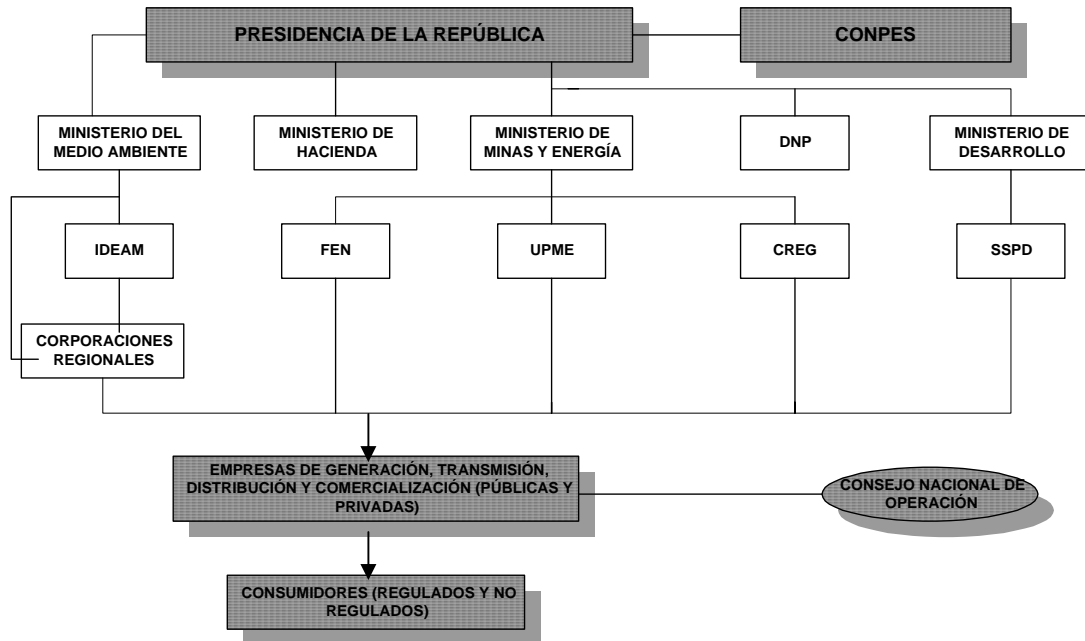 PRESIDENCIA DE LA REPÚBLICA
CONPES
MINISTERIO DEL
MEDIO AMBIENTE
MINISTERIO DE
HACIENDA
MINISTERIO DE
MINAS Y ENERGÍA
DNP
MINISTERIO DE
DESARROLLO
IDEAM
FEN
UPME
CREG
SSPD
CORPORACIONES
REGIONALES
EMPRESAS DE GENERACIÓN, TRANSMISIÓN,
DISTRIBUCIÓN Y COMERCIALIZACIÓN (PÚBLICAS Y
PRIVADAS)
CONSEJO NACIONAL DE
OPERACIÓN
CONSUMIDORES (REGULADOS Y NO
REGULADOS)